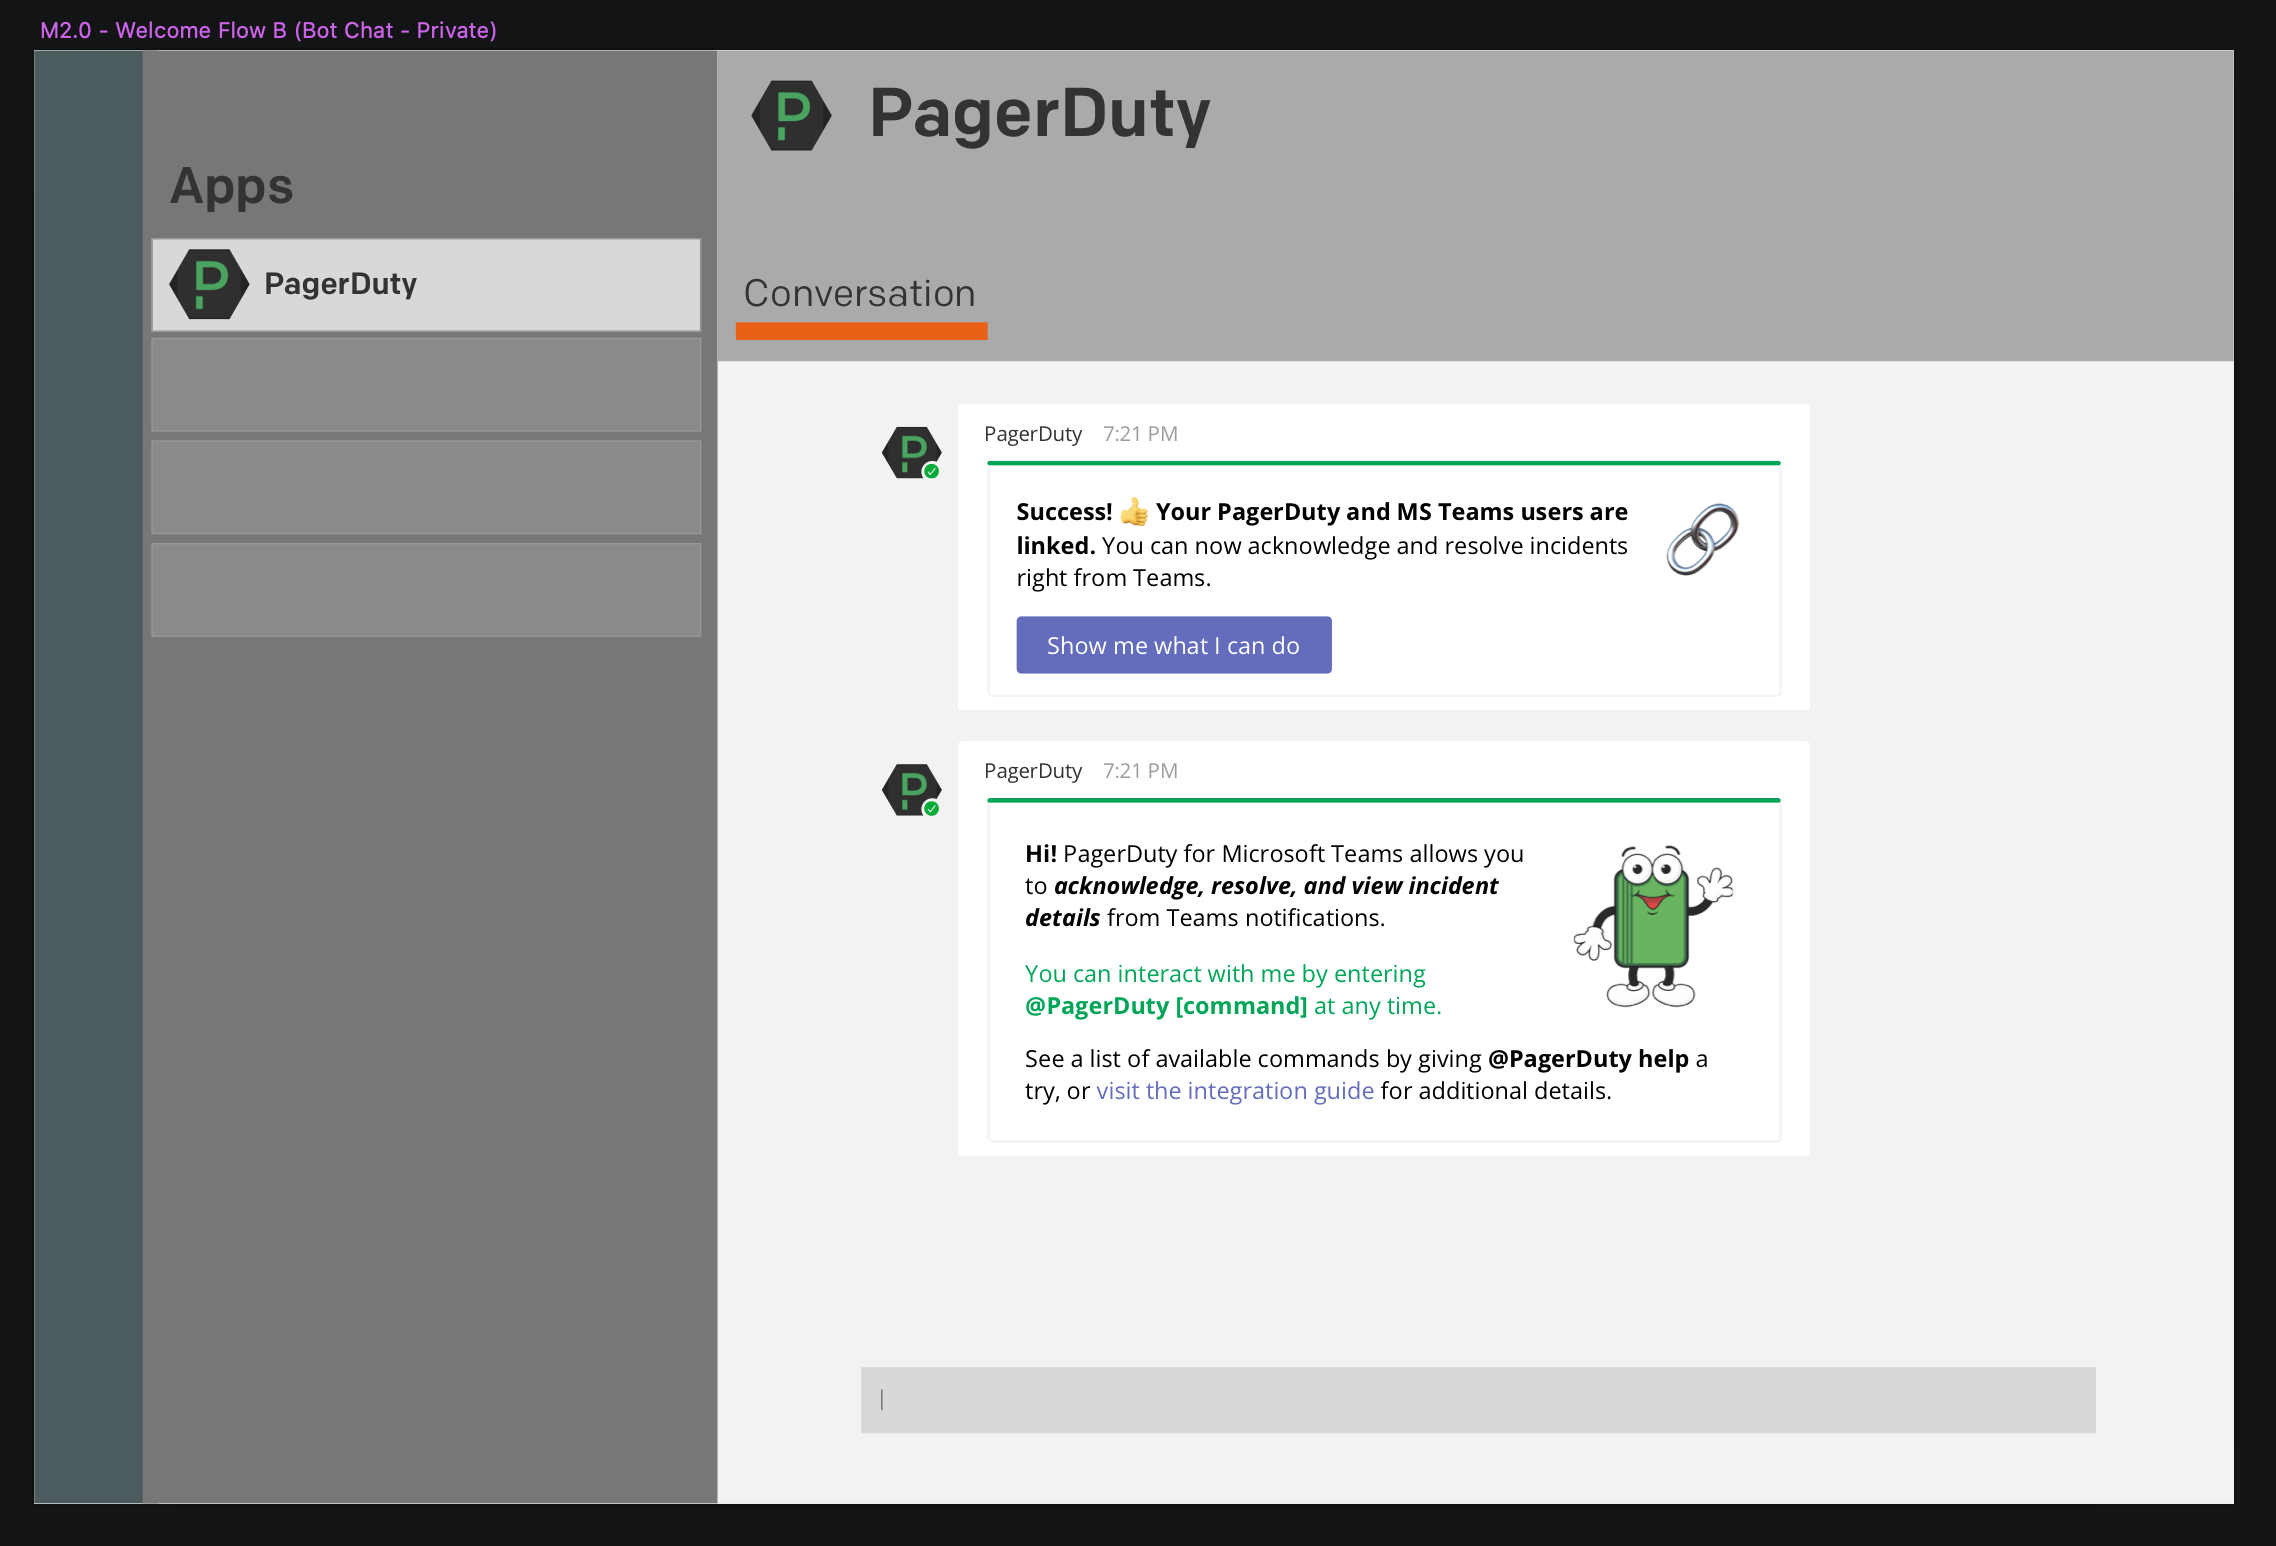 M2.0 - Welcome Flow B (Bot Chat - Private)
Apps
PagerDuty
PagerDuty
Conversation
PagerDuty 7:21 PM
Success! 👍 Your PagerDuty and MS Teams users are
linked. You can now acknowledge and resolve incidents
right from Teams.
Show me what I can do
PagerDuty 7:21 PM
Hi! PagerDuty for Microsoft Teams allows you
to acknowledge, resolve, and view incident
details from Teams notifications.
You can interact with me by entering
@PagerDuty [command] at any time.
See a list of available commands by giving @PagerDuty help a
try, or visit the integration guide for additional details.